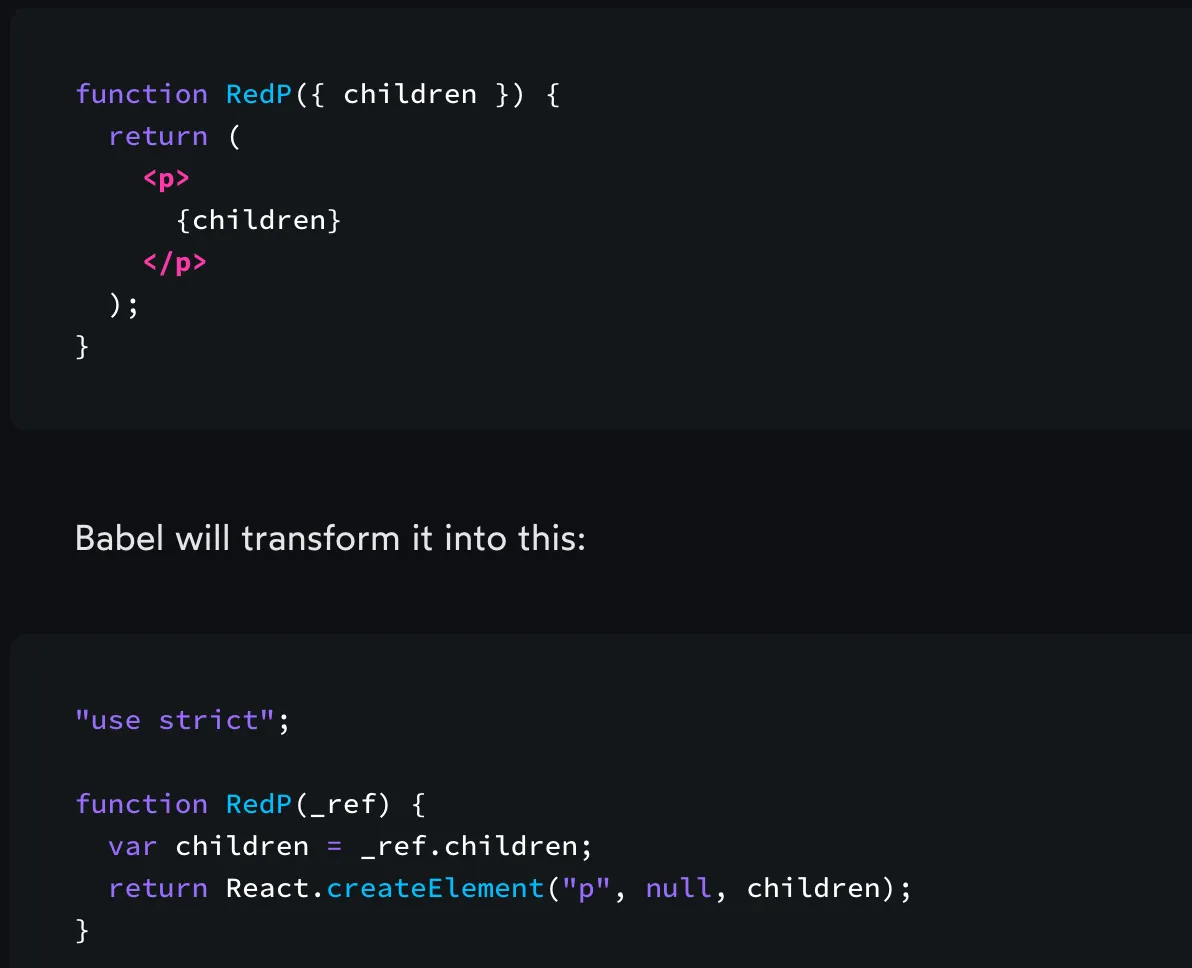 function RedP({ children }) {
  return (
    <p>
      {children}
    </p>
  );
}
Babel will transform it into this:
"use strict";
function RedP(_ref) {
  var children = _ref.children;
  return React.createElement("p", null, children);
}